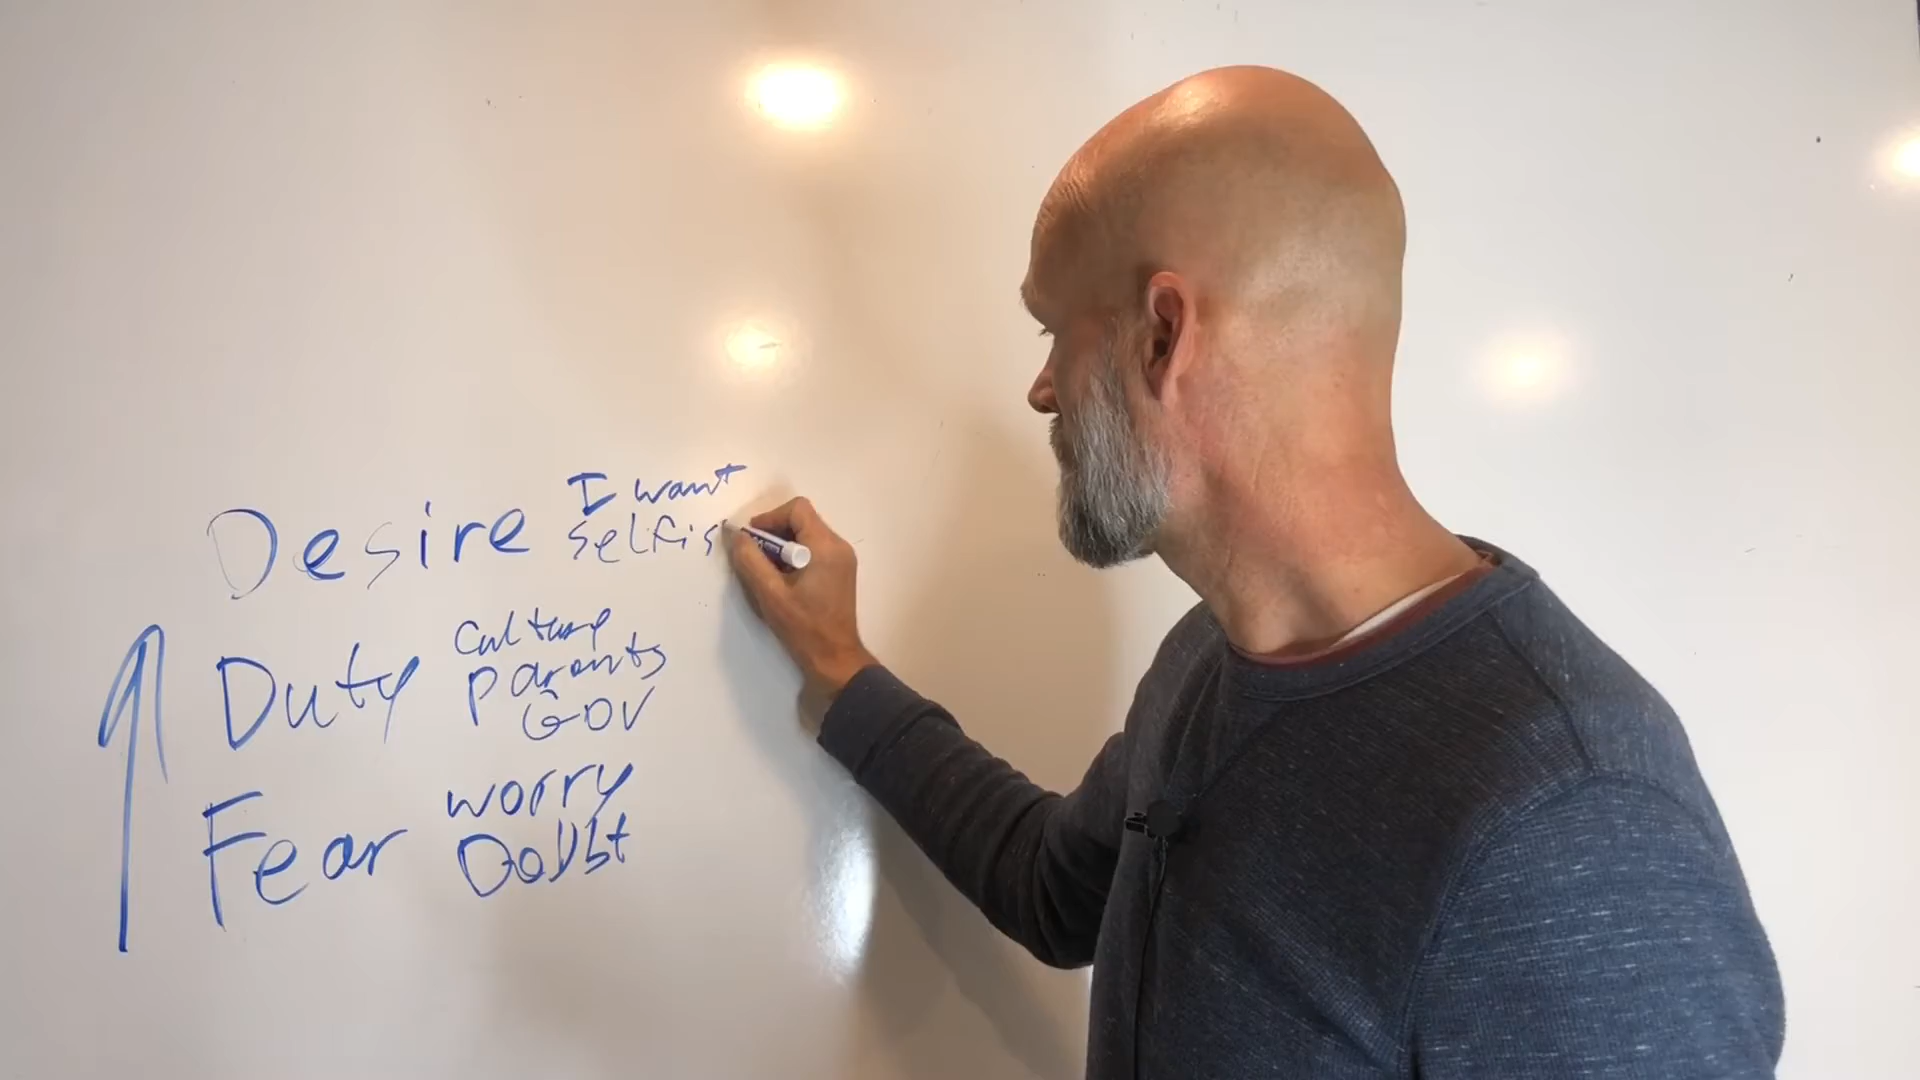 Desire
I want
selfis
Duty
Culture
parents
GOV
Fear
worry
Doubt